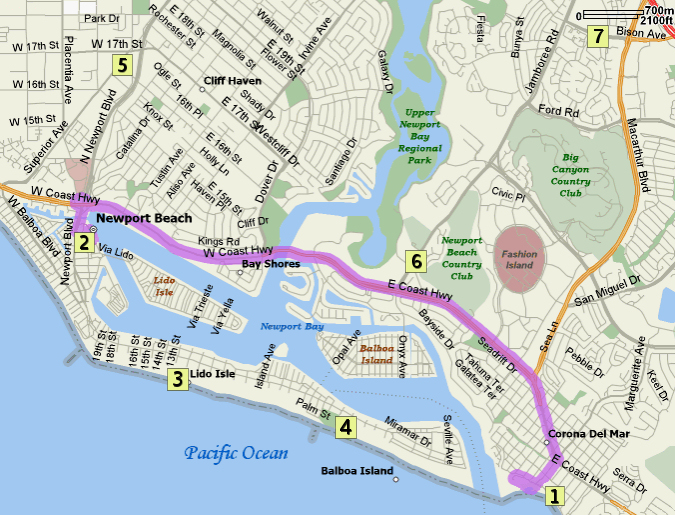 Park Dr
E 18th St
Rochester St
Walnut St
Magnolia St
E 19th St
Flower St
Irvine Ave
W 17th St
W 17th St
Placentia Ave
5
Galaxy Dr
Fiesta
Bunya St
Jamboree Rd
0
700m
2100ft
7
Bison Ave
W 16th St
Ogle St
Cliff Haven
16th Pl
Shady Dr
E 17th St
Westcliff Dr
Ford Rd
Macarthur Blvd
W 15th St
Superior Ave
N Newport Blvd
Knox St
Catalina Dr
E 16th St
Holly Ln
Tustin Ave
Aliso Ave
Haven Pl
E 15th St
Dover Dr
Santiago Dr
Upper
Newport
Bay
Regional
Park
Big
Canyon
Country
Club
Civic Pl
W Coast Hwy
W Balboa Blvd
Newport Beach
Newport Blvd
2
Via Lido
Cliff Dr
Kings Rd
W Coast Hwy
Bay Shores
Newport
Beach
Country
Club
Fashion
Island
6
E Coast Hwy
San Miguel Dr
Lido
Isle
Via Trieste
Via Yella
Newport Bay
Bayside Dr
Seadrift Dr
Sea Ln
19th St
18th St
16th St
15th St
14th St
13th St
3
Lido Isle
Island Ave
Opal Ave
Balboa
Island
Onyx Ave
Tahuna Ter
Galatea Ter
Pebble Dr
Marguerite Ave
Keel Dr
Palm St
4
Miramar Dr
Seville Ave
Corona Del Mar
E Coast Hwy
Serra Dr
Pacific Ocean
Balboa Island
1